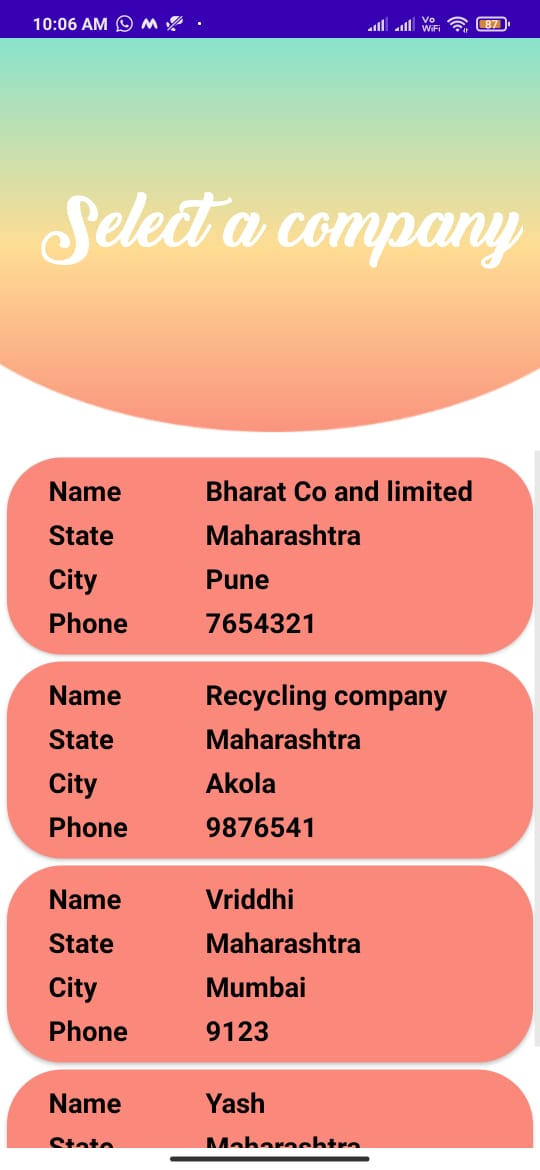 10:06 AM
Vo
WiFi
87
Select a company
Name Bharat Co and limited
State Maharashtra
City Pune
Phone 7654321
Name Recycling company
State Maharashtra
City Akola
Phone 9876541
Name Vriddhi
State Maharashtra
City Mumbai
Phone 9123
Name Yash
State Maharashtra